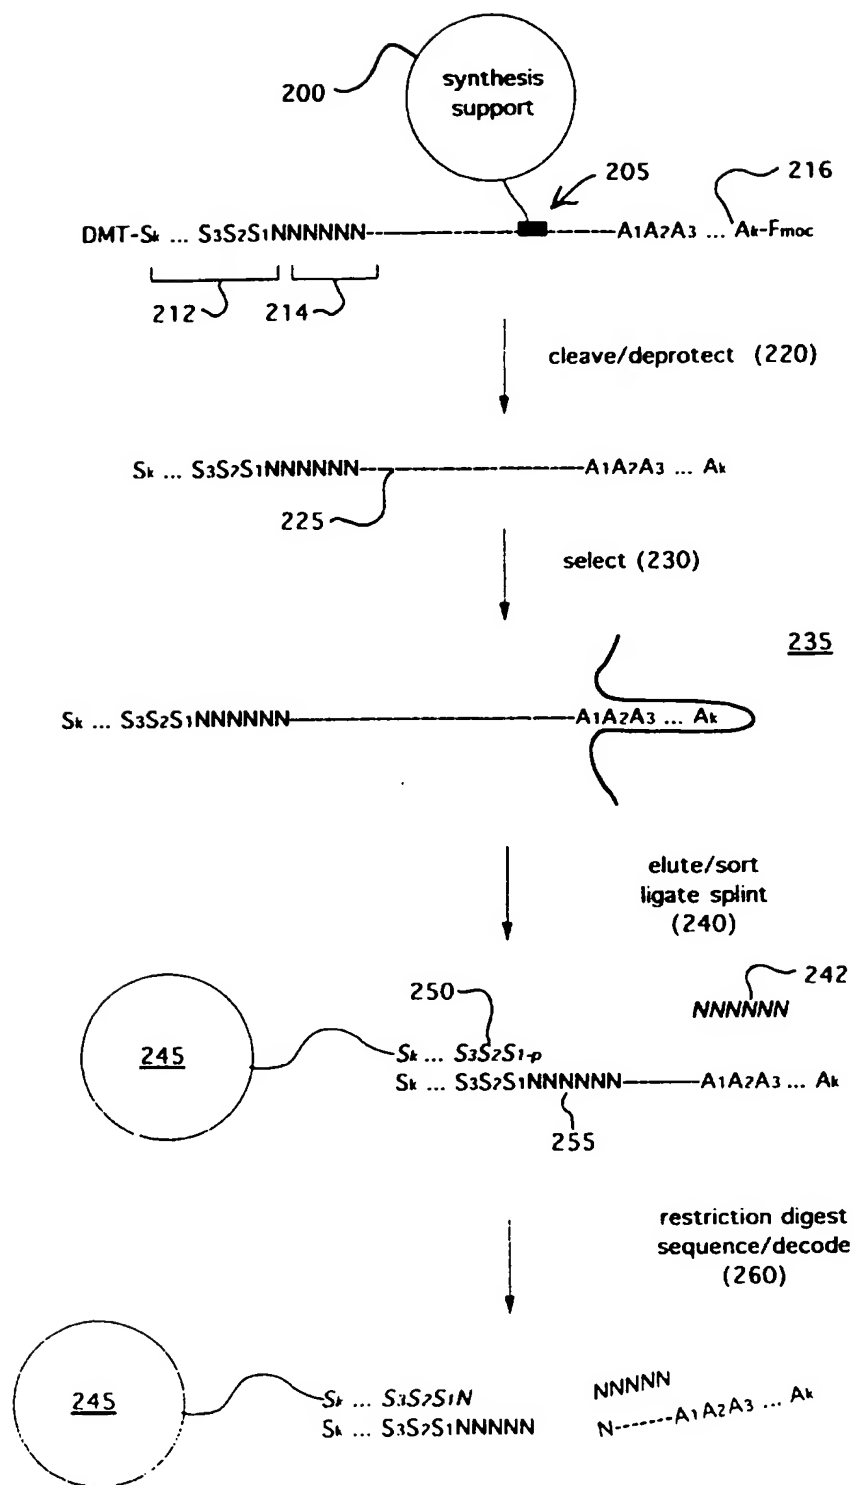 synthesis
support
200
205
216
DMT-Sk ... S3S2S1NNNNNN--------------------A1A2A3 ... Ak-Fmoc
212
214
cleave/deprotect (220)
Sk ... S3S2S1NNNNNN--------------------A1A2A3 ... Ak
225
select (230)
235
Sk ... S3S2S1NNNNNN--------------------A1A2A3 ... Ak
elute/sort
ligate splint
(240)
250
242
NNNNNN
245
Sk ... S3S2S1-p
Sk ... S3S2S1NNNNNN--------A1A2A3 ... Ak
255
restriction digest
sequence/decode
(260)
245
Sk ... S3S2S1N
NNNNN
Sk ... S3S2S1NNNNN
N-------A1A2A3 ... Ak